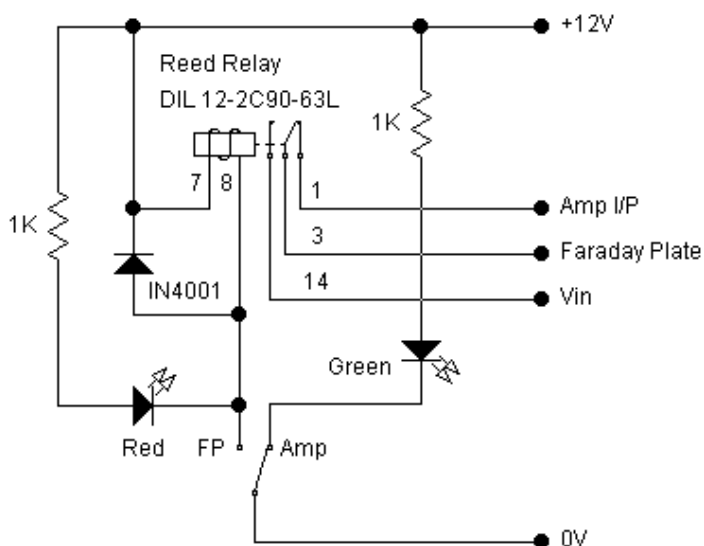 +12V
Reed Relay
DIL 12-2C90-63L
1K
7
8
1
Amp I/P
1K
3
Faraday Plate
14
IN4001
Vin
Green
Red
FP
Amp
0V